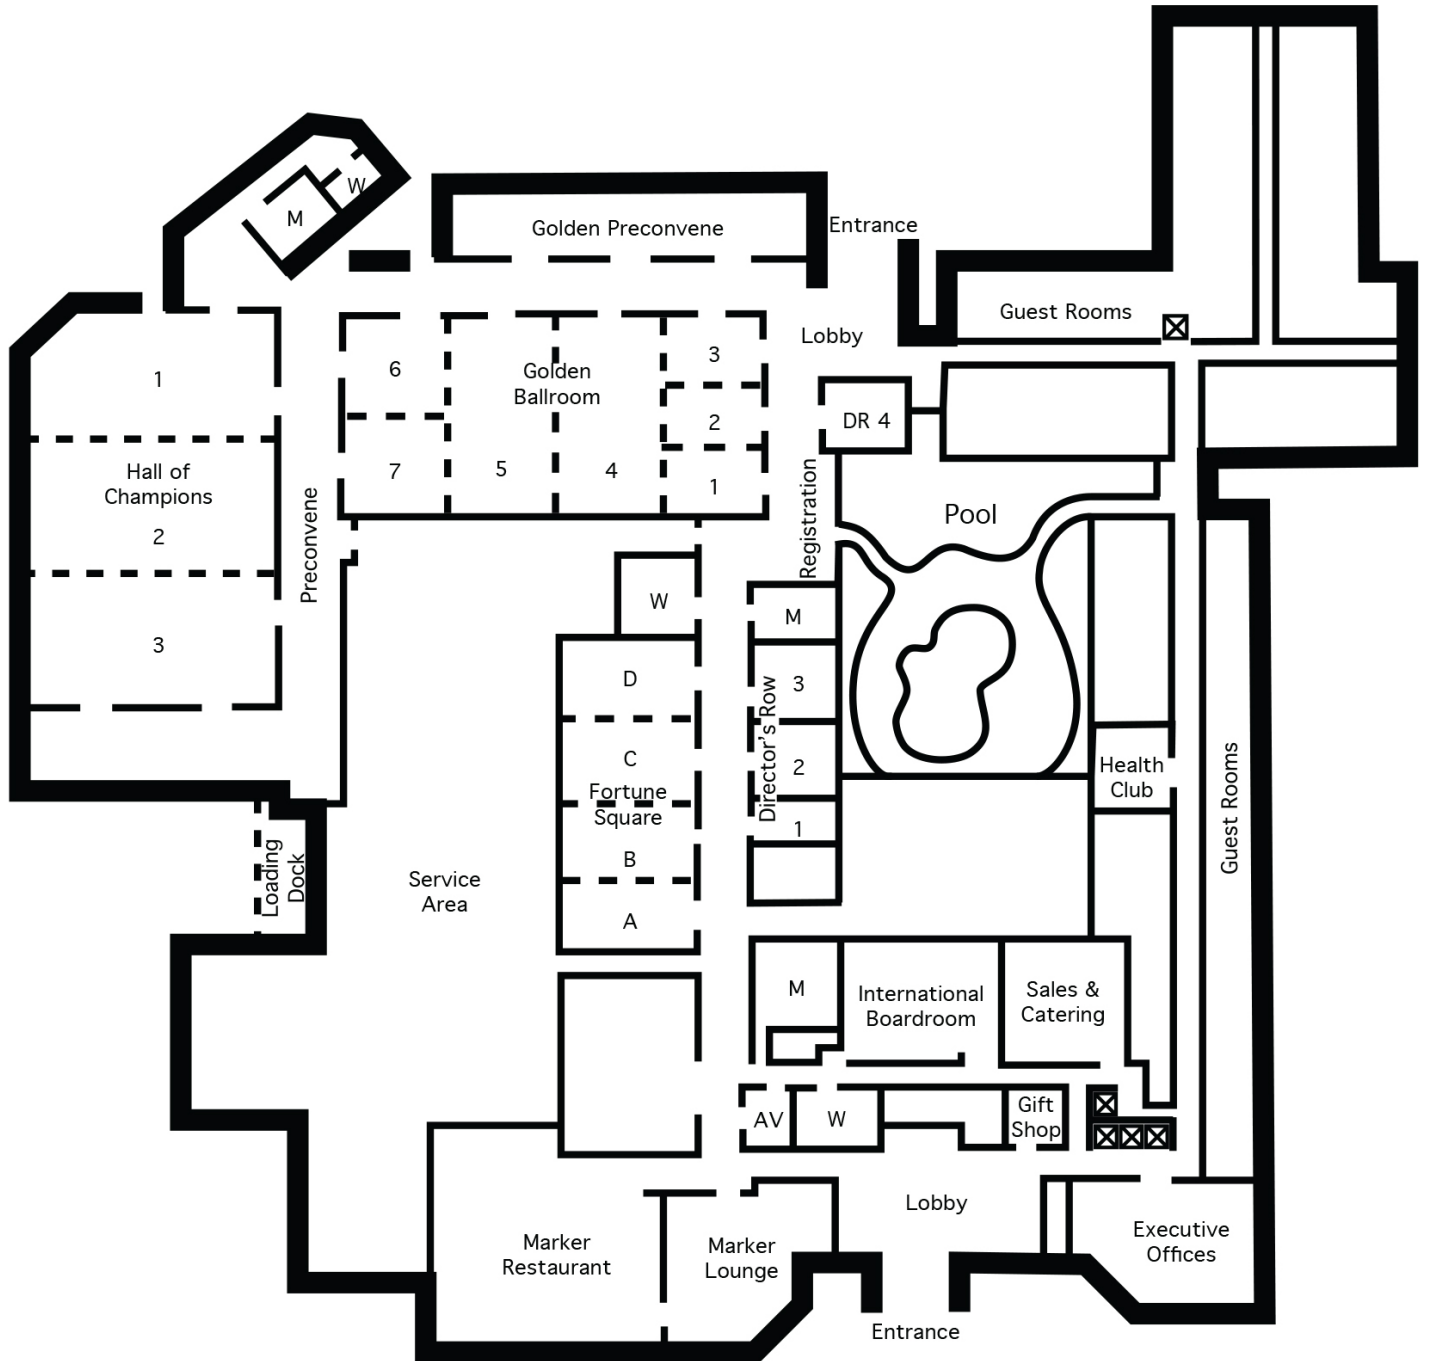 W
M
Golden Preconvene
Entrance
Guest Rooms
Lobby
1
6
Golden
Ballroom
3
2
DR 4
Hall of
Champions
2
7
5
4
1
Preconvene
Registration
Pool
3
W
M
D
3
C
2
Director's Row
Fortune
Square
1
B
A
Health
Club
Guest Rooms
Loading
Dock
Service
Area
M
International
Boardroom
Sales &
Catering
AV
W
Gift
Shop
Lobby
Marker
Restaurant
Marker
Lounge
Executive
Offices
Entrance